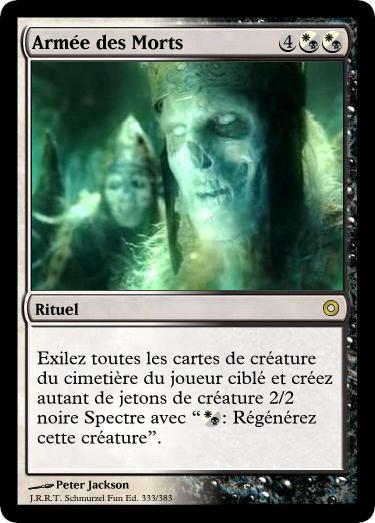 Armée des Morts 4
Rituel
Exilez toutes les cartes de créature
du cimetière du joueur ciblé et créez
autant de jetons de créature 2/2
noire Spectre avec “ : Régénérez
cette créature”.
Peter Jackson
J.R.R.T. Schmurzel Fun Ed. 333/383